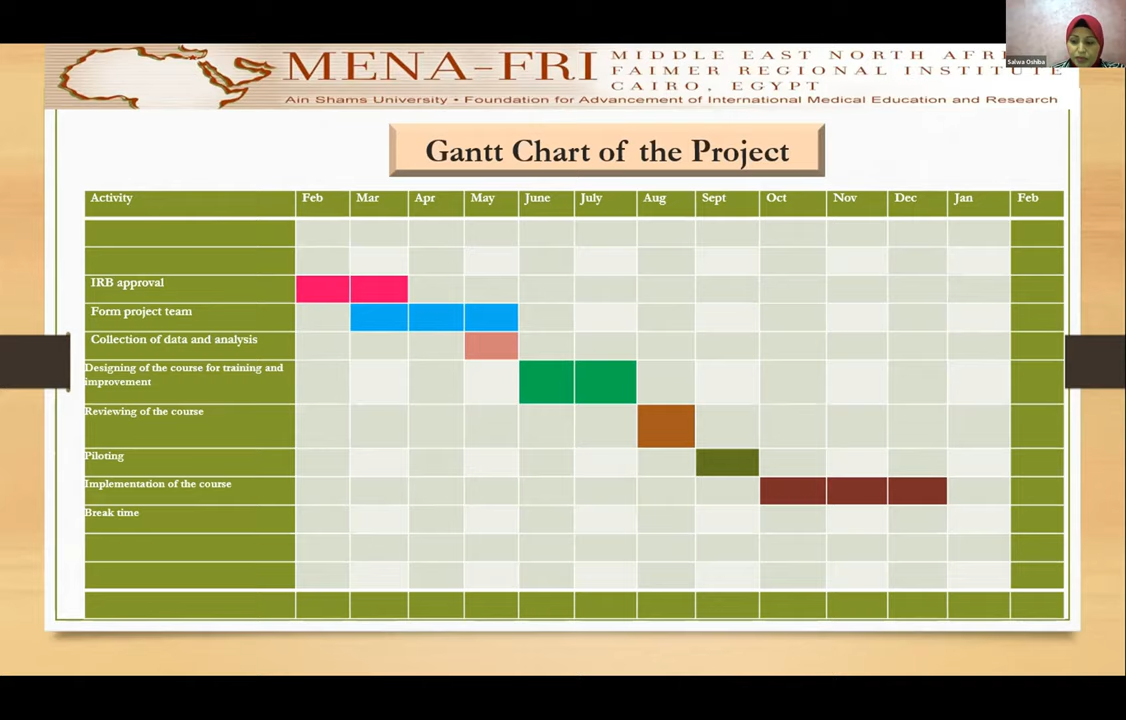 MENA-FRI
MIDDLE EAST NORTH AFR
FAIMER REGIONAL INSTITUTE
CAIRO, EGYPT
Ain Shams University • Foundation for Advancement of International Medical Education and Research
Salwa Oshiba
Gantt Chart of the Project
Activity Feb Mar Apr May June July Aug Sept Oct Nov Dec Jan Feb
IRB approval
Form project team
Collection of data and analysis
Designing of the course for training and
improvement
Reviewing of the course
Piloting
Implementation of the course
Break time